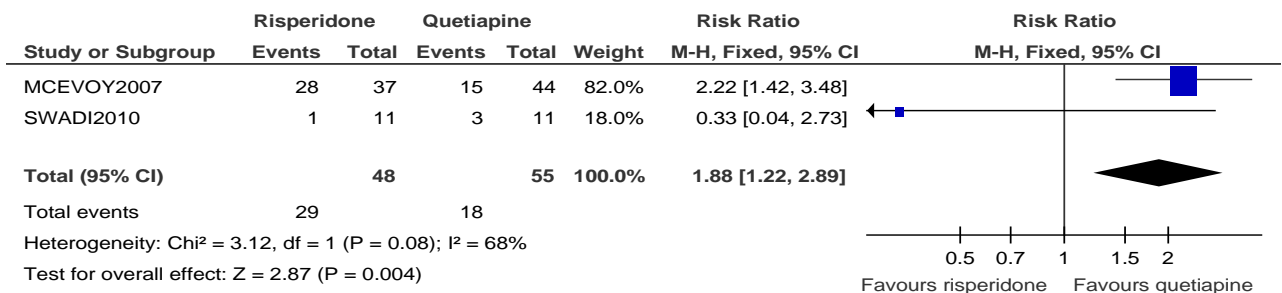 Risperidone Quetiapine Risk Ratio Risk Ratio
Study or Subgroup Events Total Events Total Weight M-H, Fixed, 95% CI M-H, Fixed, 95% CI
MCEVOY2007 28 37 15 44 82.0% 2.22 [1.42, 3.48]
SWADI2010 1 11 3 11 18.0% 0.33 [0.04, 2.73]
Total (95% CI) 48 55 100.0% 1.88 [1.22, 2.89]
Total events 29 18
Heterogeneity: Chi² = 3.12, df = 1 (P = 0.08); I² = 68%
Test for overall effect: Z = 2.87 (P = 0.004)
0.5 0.7 1 1.5 2
Favours risperidone Favours quetiapine